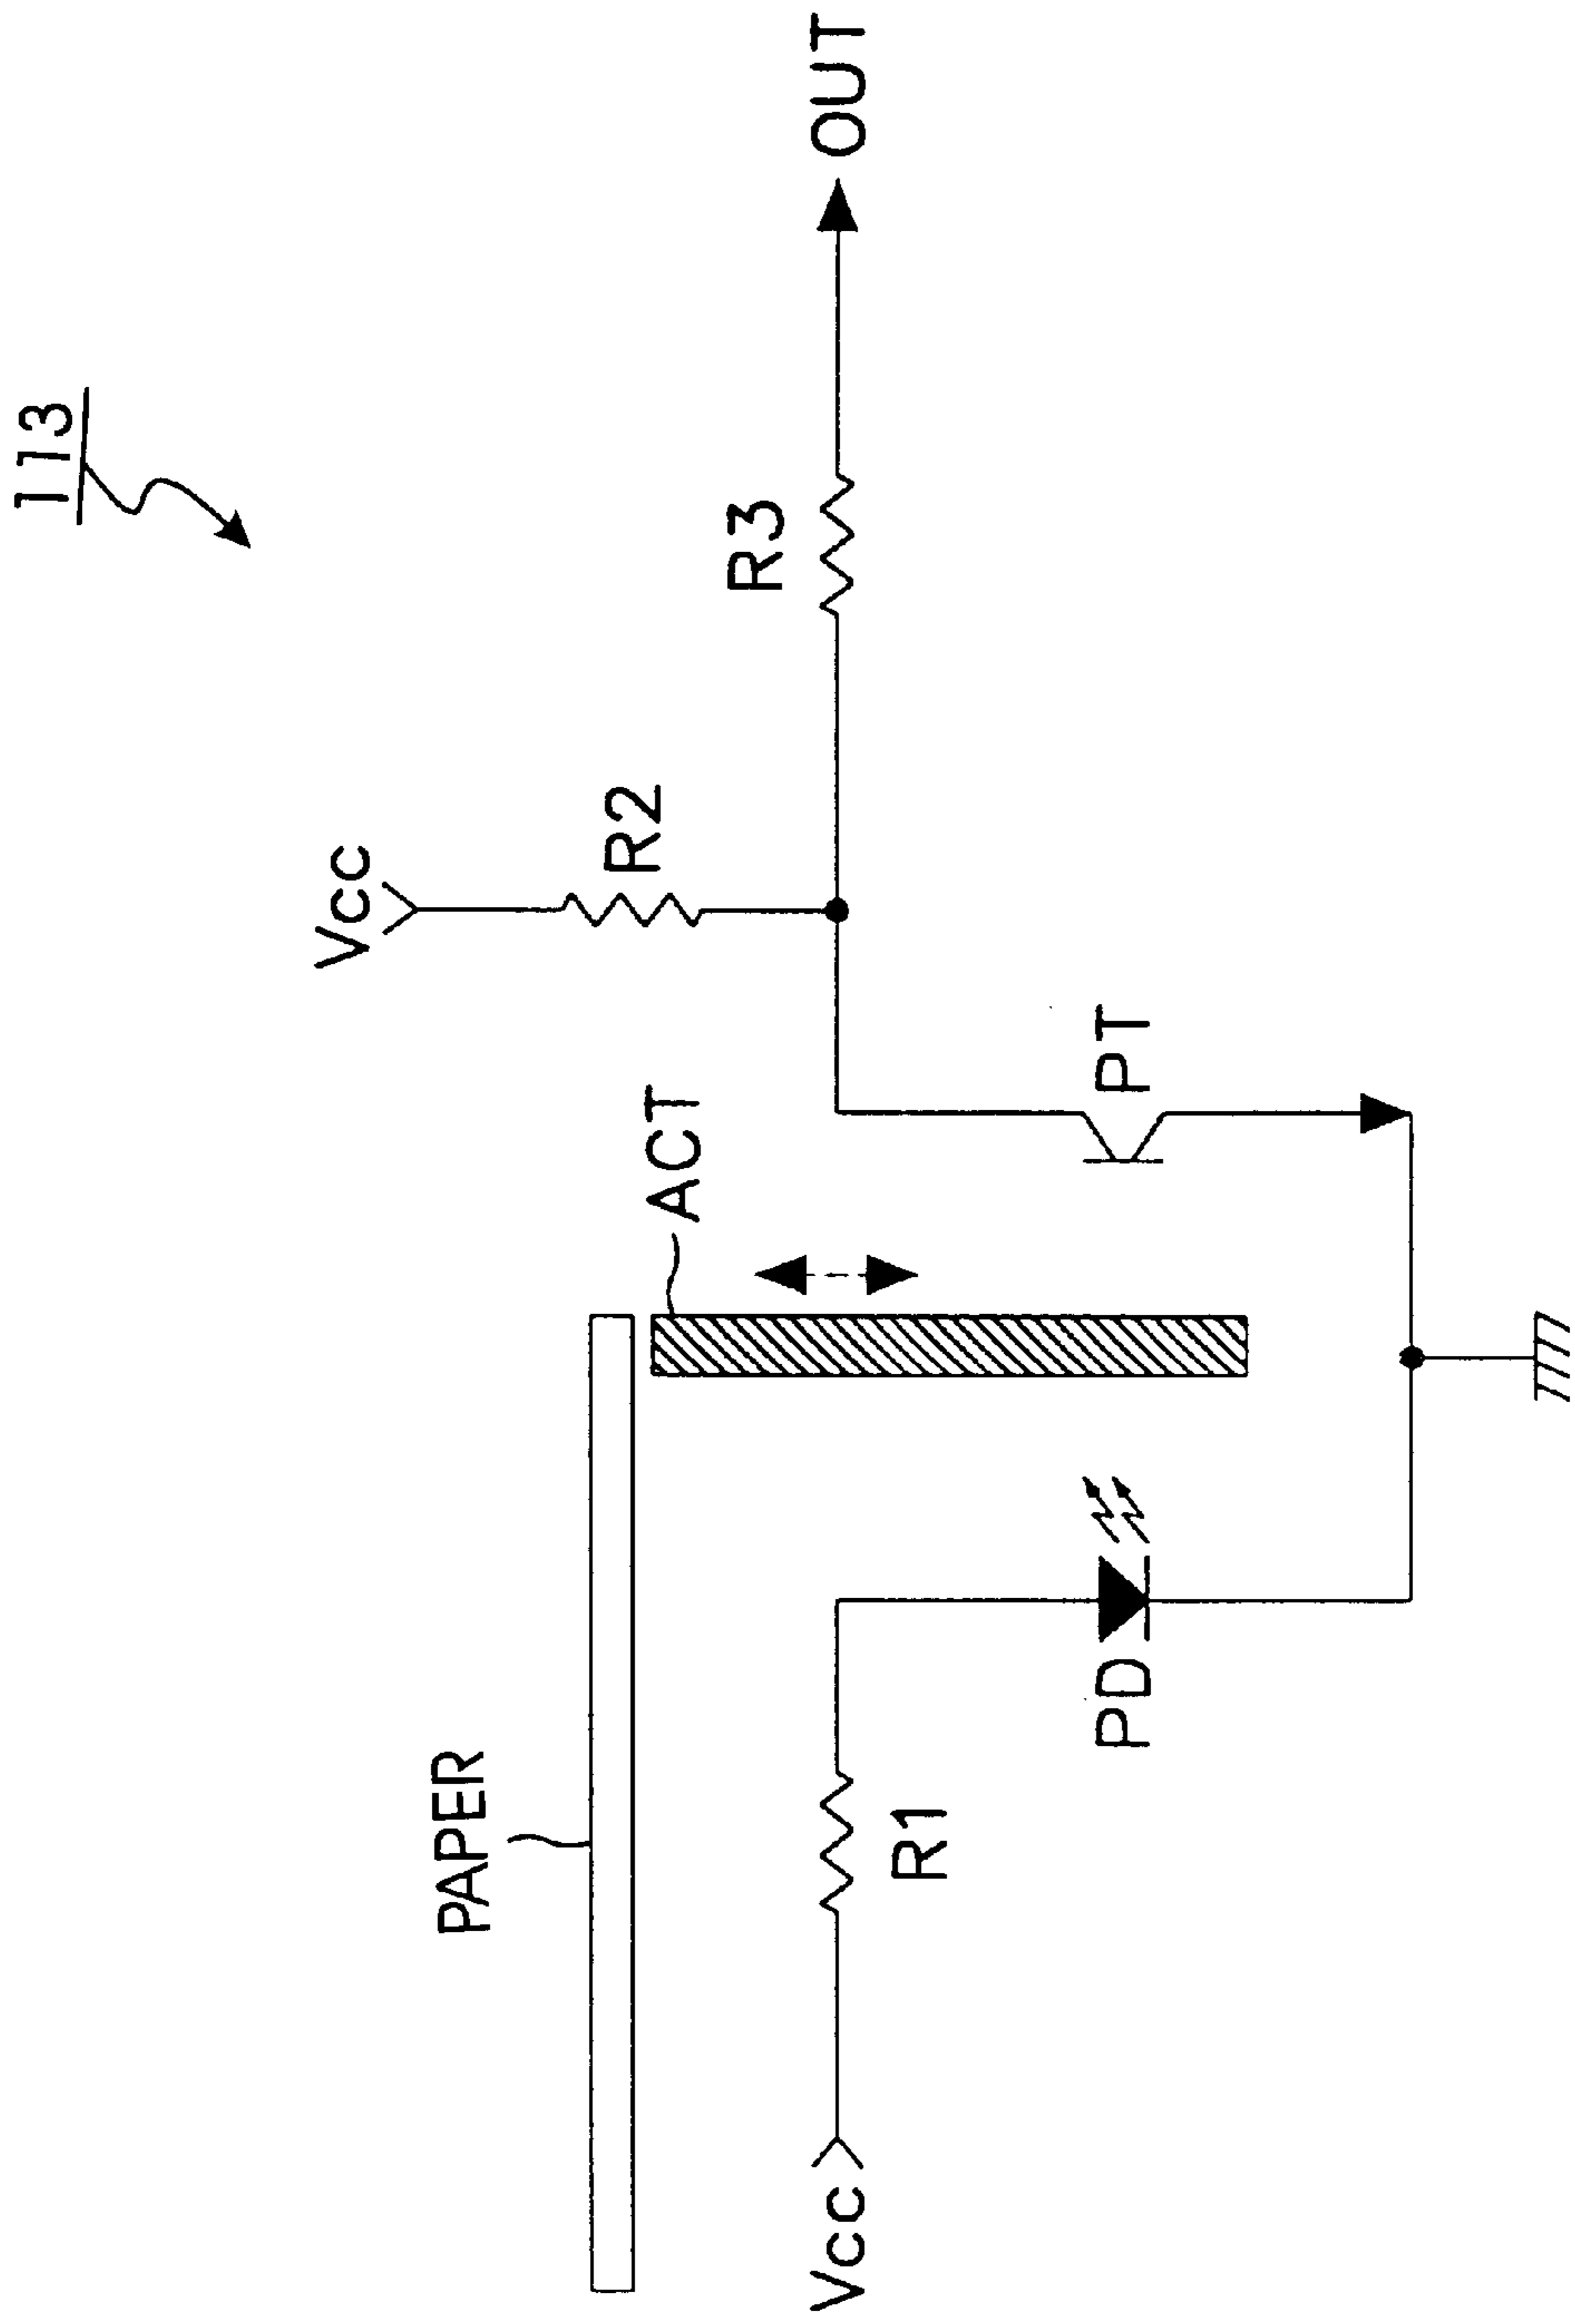 113
Vcc
PAPER
ACT
R2
R3
Vcc
R1
OUT
PD
PT